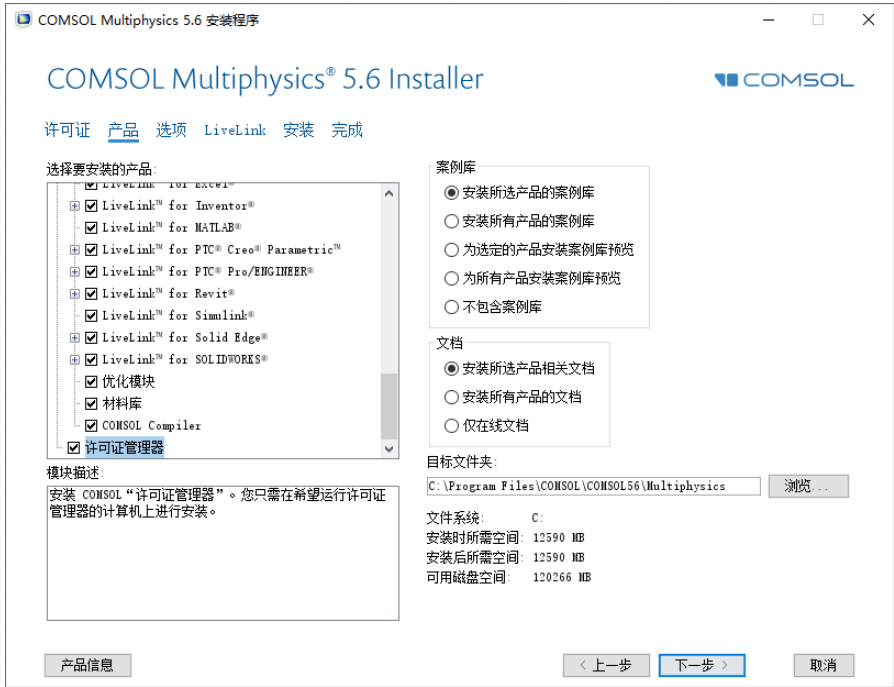 COMSOL Multiphysics 5.6 安装程序
COMSOL Multiphysics® 5.6 Installer
COMSOL
许可证 产品 选项 LiveLink 安装 完成
选择要安装的产品:
LiveLink™ for Excel®
LiveLink™ for Inventor®
LiveLink™ for MATLAB®
LiveLink™ for PTC® Creo® Parametric™
LiveLink™ for PTC® Pro/ENGINEER®
LiveLink™ for Revit®
LiveLink™ for Simulink®
LiveLink™ for Solid Edge®
LiveLink™ for SOLIDWORKS®
优化模块
材料库
COMSOL Compiler
许可证管理器
模块描述:
安装 COMSOL“许可证管理器”。您只需在希望运行许可证
管理器的计算机上进行安装。
案例库
安装所选产品的案例库
安装所有产品的案例库
为选定的产品安装案例库预览
为所有产品安装案例库预览
不包含案例库
文档
安装所选产品相关文档
安装所有产品的文档
仅在线文档
目标文件夹:
C:\Program Files\COMSOL\COMSOL56\Multiphysics
浏览...
文件系统: C:
安装时所需空间: 12590 MB
安装后所需空间: 12590 MB
可用磁盘空间: 120266 MB
产品信息
< 上一步
下一步 >
取消